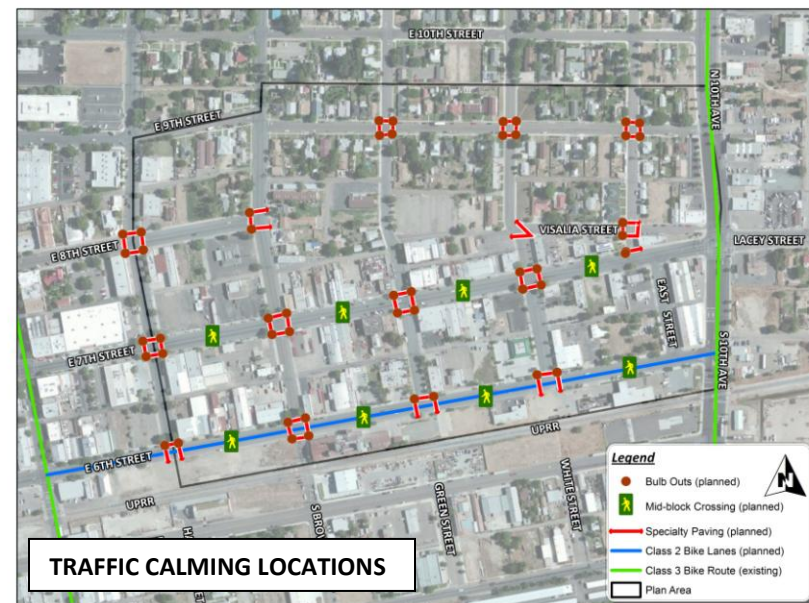 E 10TH STREET
N 10TH AVE
E 9TH STREET
VISALIA STREET
LACEY STREET
E 8TH STREET
EAST STREET
E 7TH STREET
S 10TH AVE
E 6TH STREET
UPRR
UPRR
GREEN STREET
WHITE STREET
TRAFFIC CALMING LOCATIONS
Legend
N
Bulb Outs (planned)
Mid-block Crossing (planned)
Specialty Paving (planned)
Class 2 Bike Lanes (planned)
Class 3 Bike Route (existing)
Plan Area